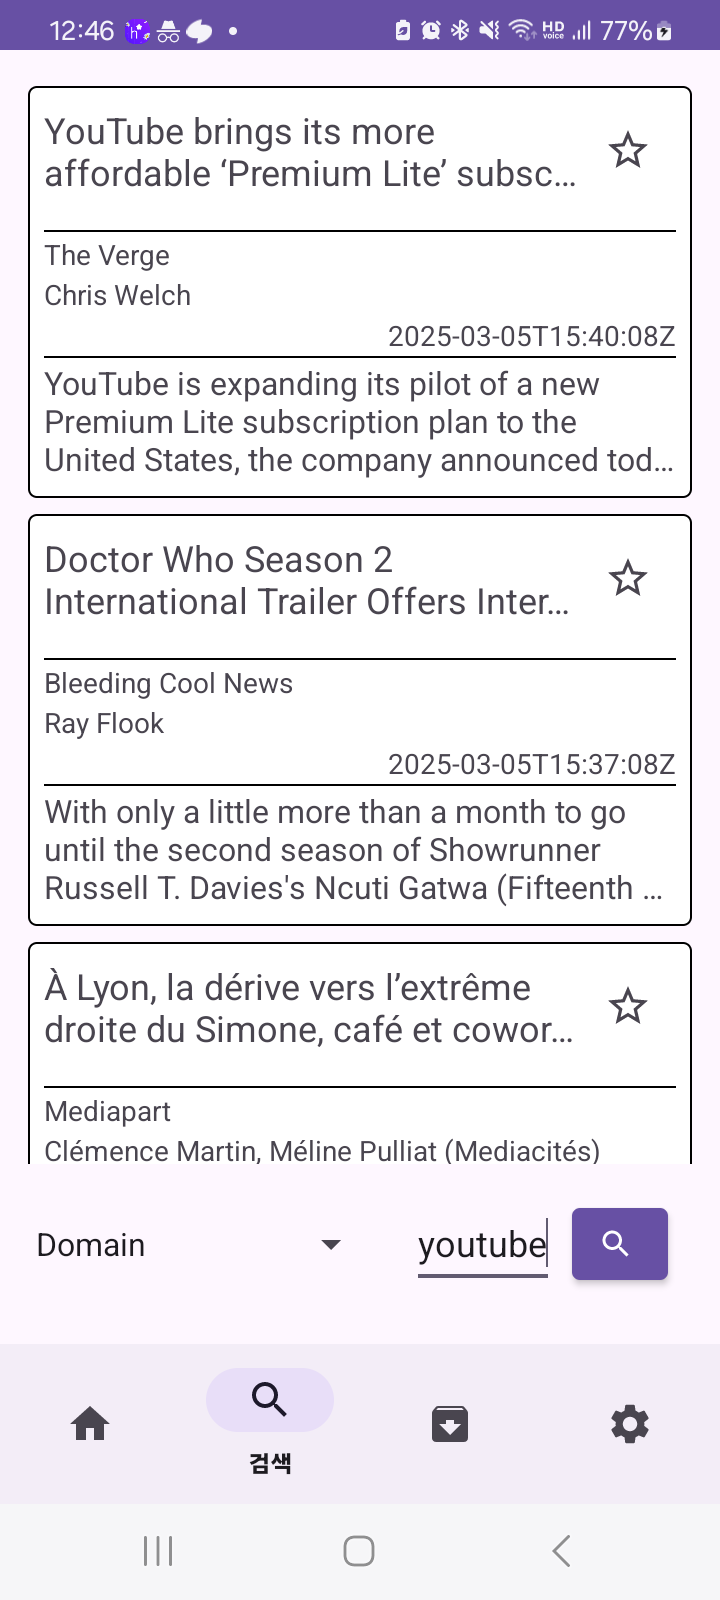 12:46
HD voice
77%
YouTube brings its more
affordable ‘Premium Lite’ subsc...
The Verge
Chris Welch
2025-03-05T15:40:08Z
YouTube is expanding its pilot of a new
Premium Lite subscription plan to the
United States, the company announced tod...
Doctor Who Season 2
International Trailer Offers Inter...
Bleeding Cool News
Ray Flook
2025-03-05T15:37:08Z
With only a little more than a month to go
until the second season of Showrunner
Russell T. Davies's Ncuti Gatwa (Fifteenth ...
À Lyon, la dérive vers l’extrême
droite du Simone, café et cowor...
Mediapart
Clémence Martin, Méline Pulliat (Mediacités)
Domain
youtube
검색